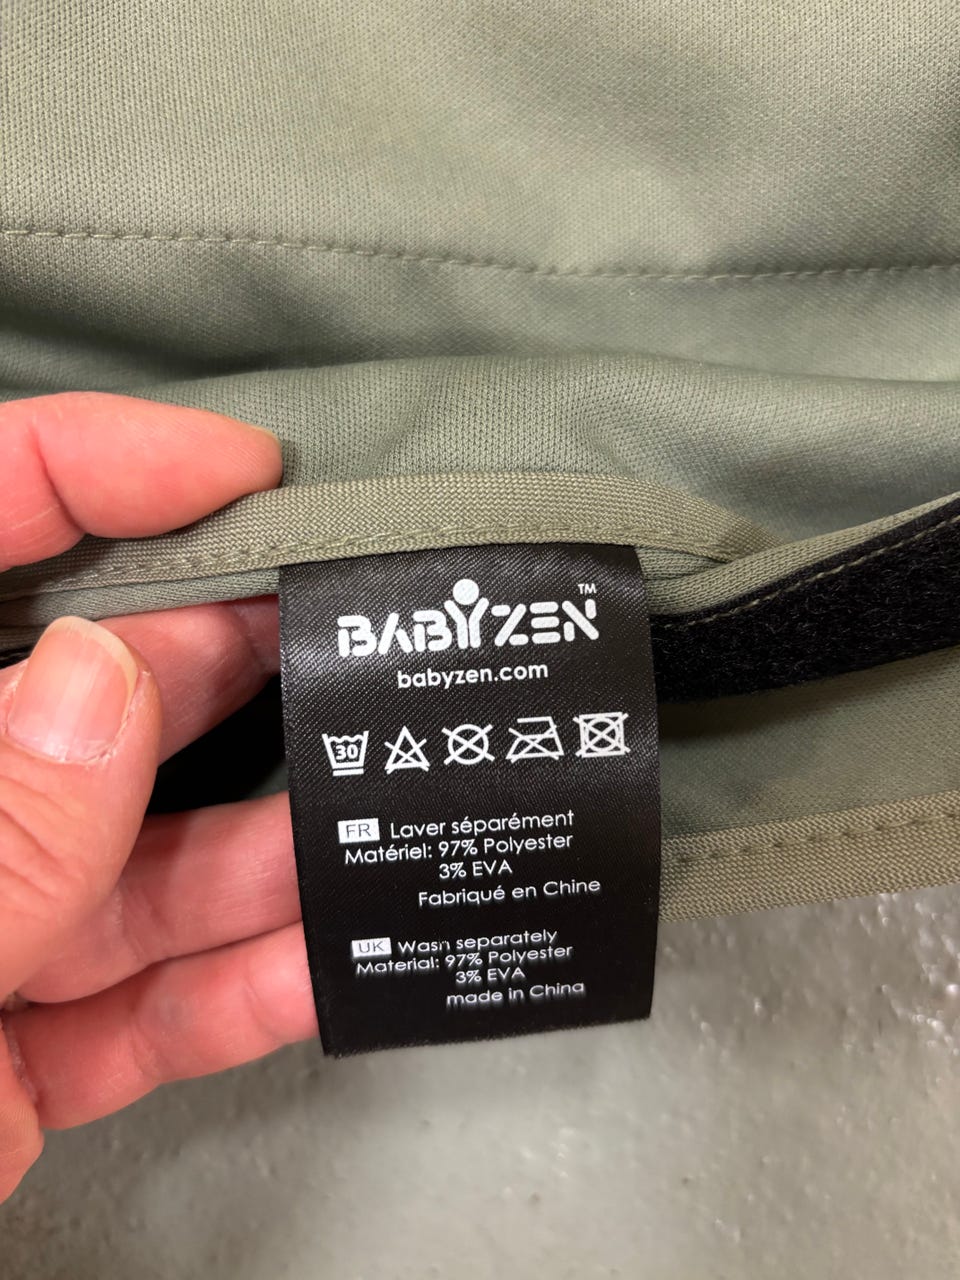 BABYZEN™
babyzen.com
30
FR Laver séparément
Matériel: 97% Polyester
3% EVA
Fabriqué en Chine
UK Wash separately
Material: 97% Polyester
3% EVA
made in China